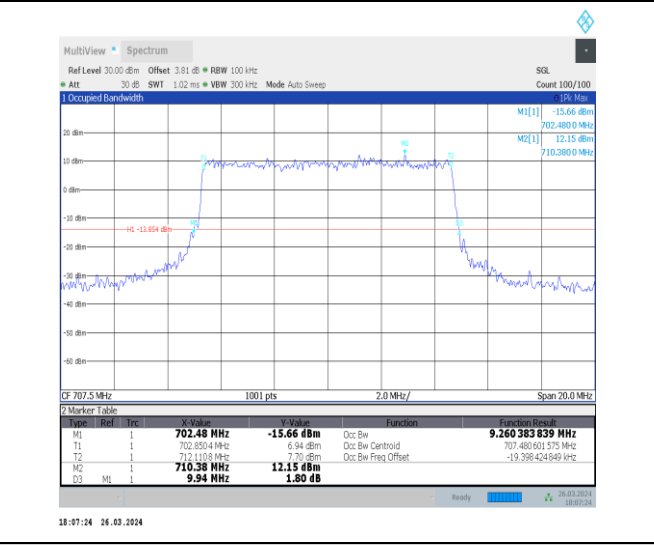 MultiView Spectrum
Ref Level 30.00 dBm Offset 3.81 dB RBW 100 kHz SGL
Att 30 dB SWT 1.02 ms VBW 300 kHz Mode Auto Sweep Count 100/100
1 Occupied Bandwidth 1Pk Max
M1[1] -15.66 dBm
702.4800 MHz
M2[1] 12.15 dBm
710.3800 MHz
20 dBm
M2
T1 T2
10 dBm
0 dBm
-10 dBm
M1 D3
H1 -13.854 dBm
-20 dBm
-30 dBm
-40 dBm
-50 dBm
-60 dBm
CF 707.5 MHz 1001 pts 2.0 MHz/ Span 20.0 MHz
2 Marker Table
Type Ref Trc X-Value Y-Value Function Function Result
M1 1 702.48 MHz -15.66 dBm Occ Bw 9.260 383 839 MHz
T1 1 702.8504 MHz 6.94 dBm Occ Bw Centroid 707.480 601 575 MHz
T2 1 712.1108 MHz 7.70 dBm Occ Bw Freq Offset -19.398 424 849 kHz
M2 1 710.38 MHz 12.15 dBm
D3 M1 1 9.94 MHz 1.80 dB
Ready 26.03.2024
18:07:24
18:07:24 26.03.2024